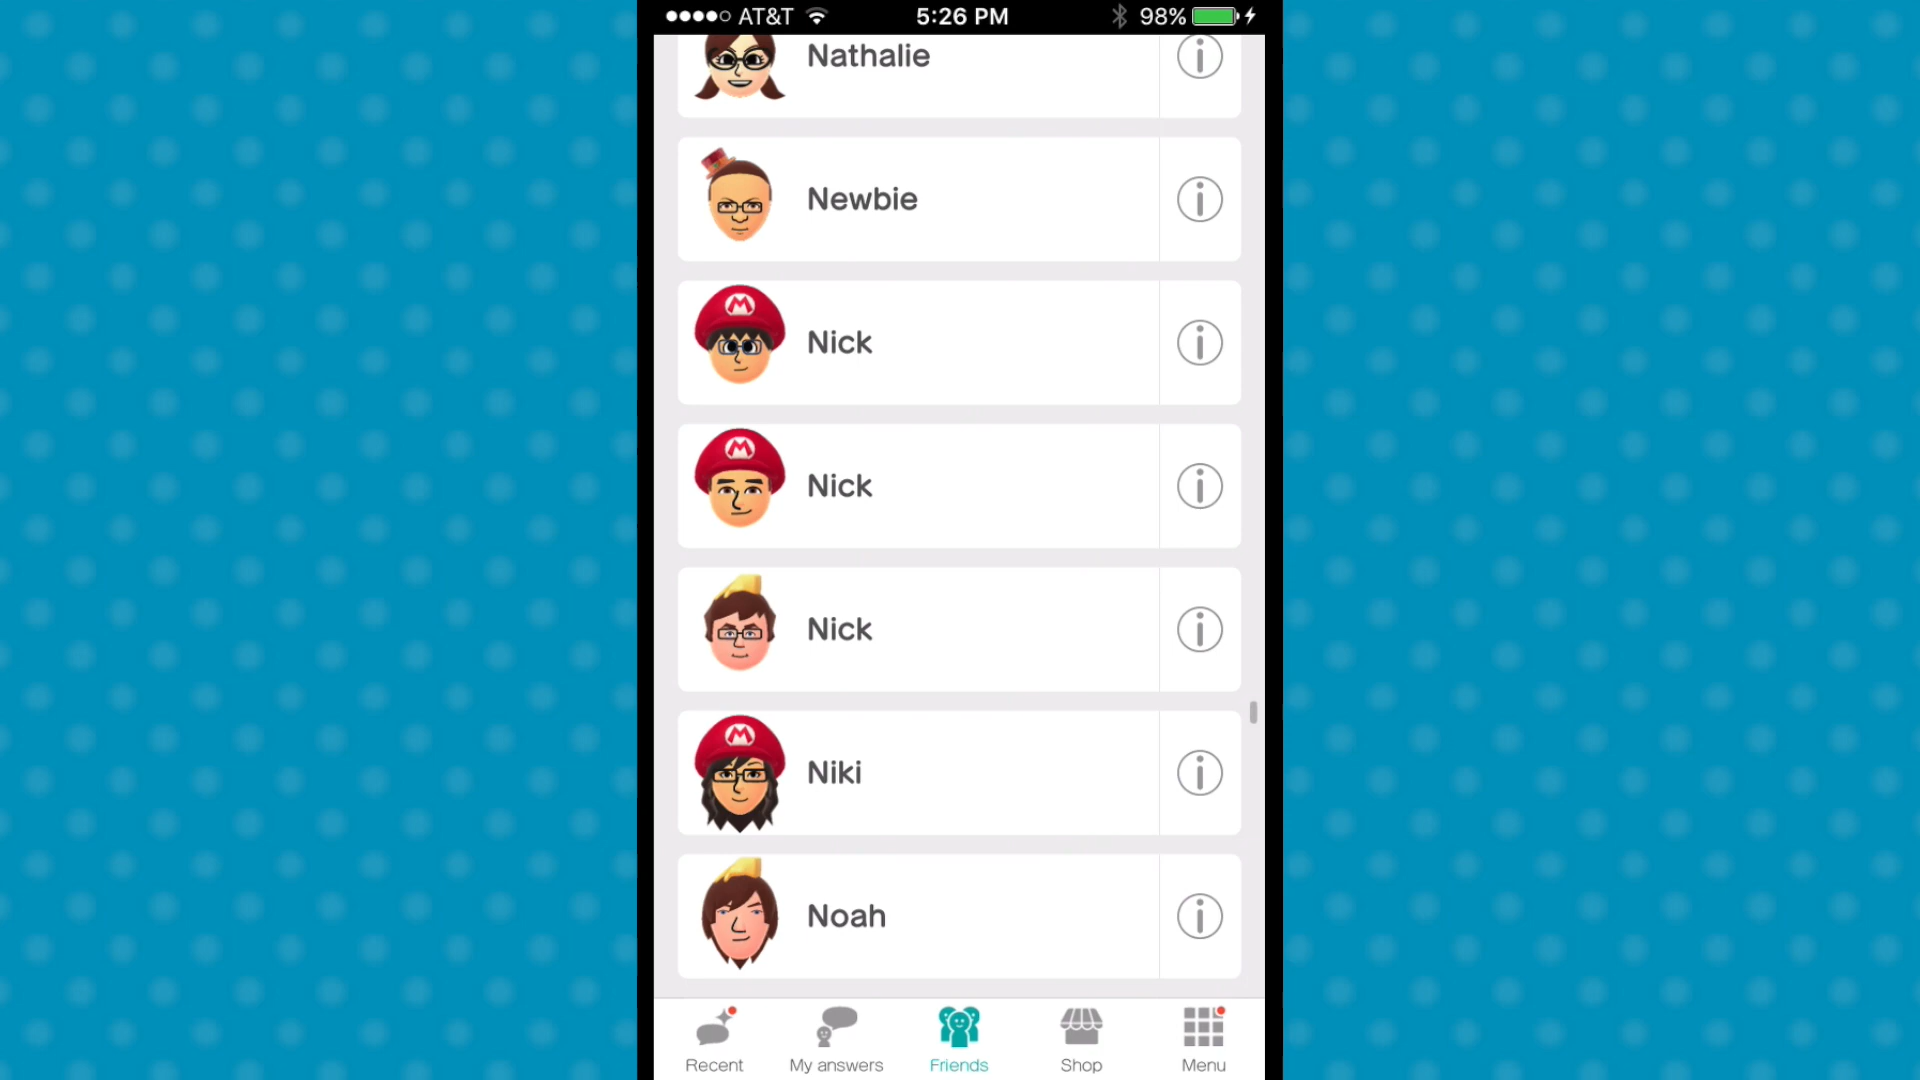 AT&T 5:26 PM 98%
Nathalie
Newbie
M
Nick
M
Nick
Nick
M
Niki
Noah
Recent My answers Friends Shop Menu